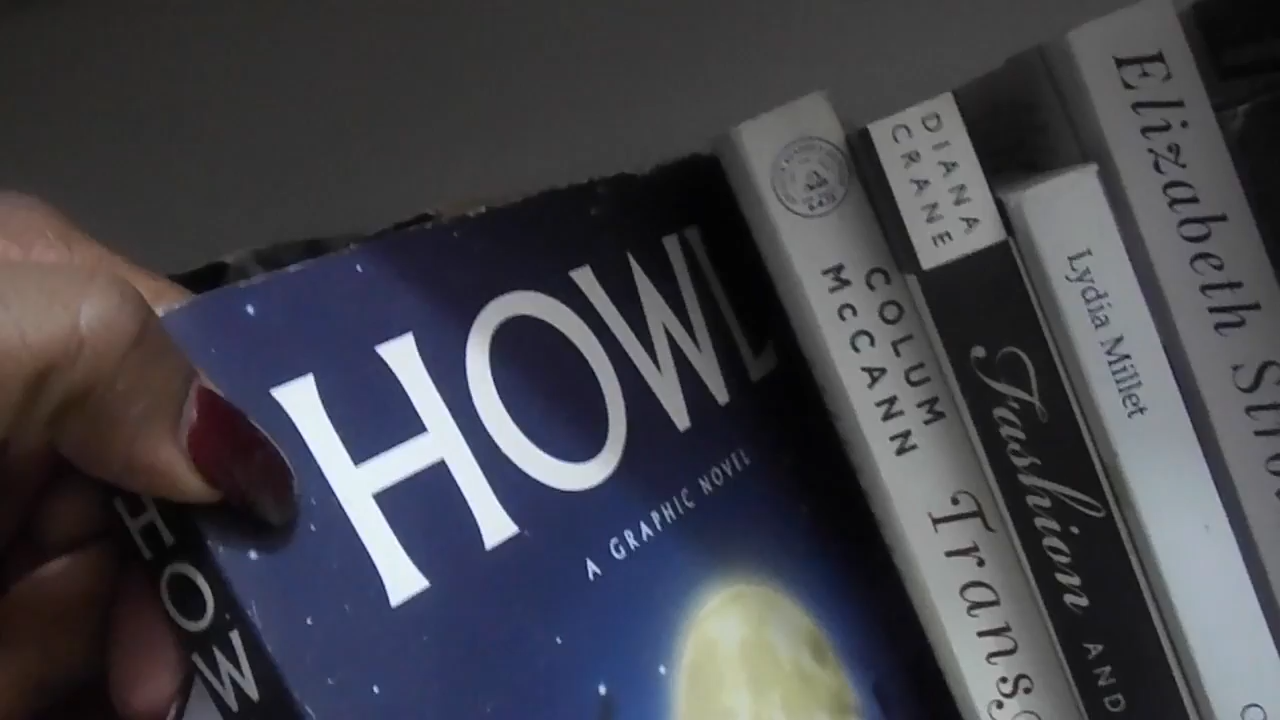 HOWL
A GRAPHIC NOVEL
HOW
COLUM
McCANN
Trans
DIANA
CRANE
Fashion AND
Lydia Millet
Elizabeth